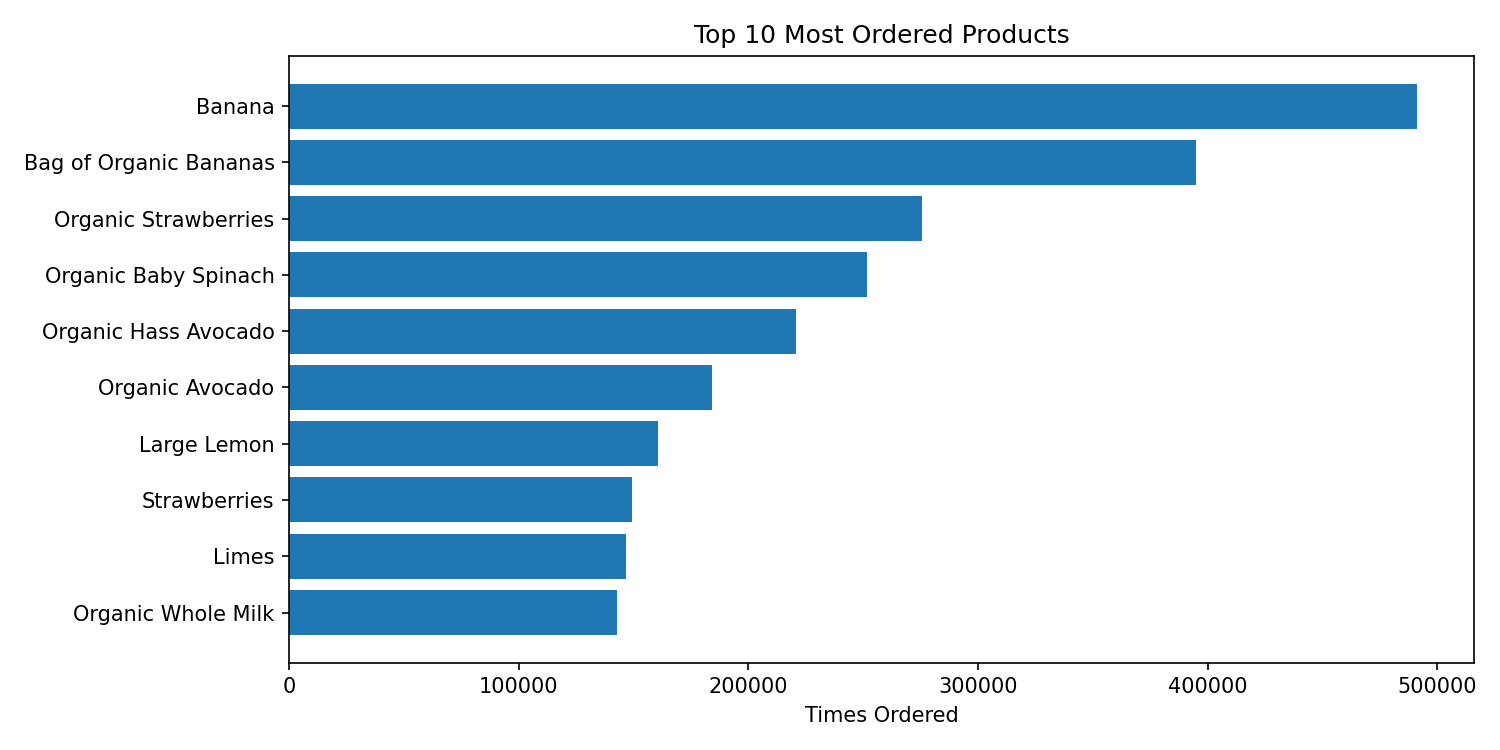 Top 10 Most Ordered Products
Banana
Bag of Organic Bananas
Organic Strawberries
Organic Baby Spinach
Organic Hass Avocado
Organic Avocado
Large Lemon
Strawberries
Limes
Organic Whole Milk
0 100000 200000 300000 400000 500000
Times Ordered